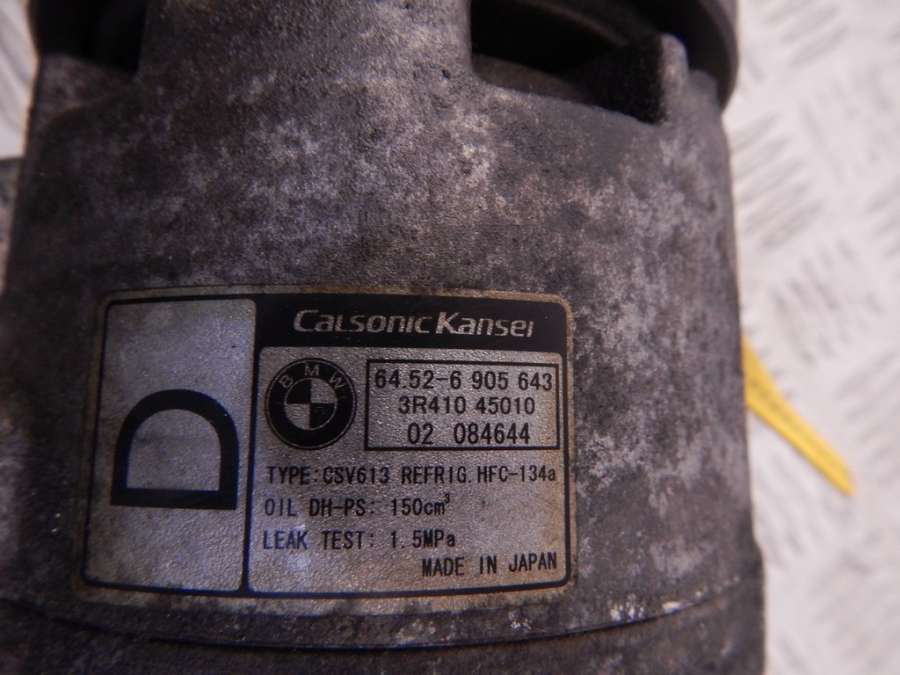 Calsonic Kansei
D
BMW
64.52-6 905 643
3R410 45010
02 084644
TYPE:CSV613 REFRIG.HFC-134a
OIL DH-PS: 150cm³
LEAK TEST: 1.5MPa
MADE IN JAPAN